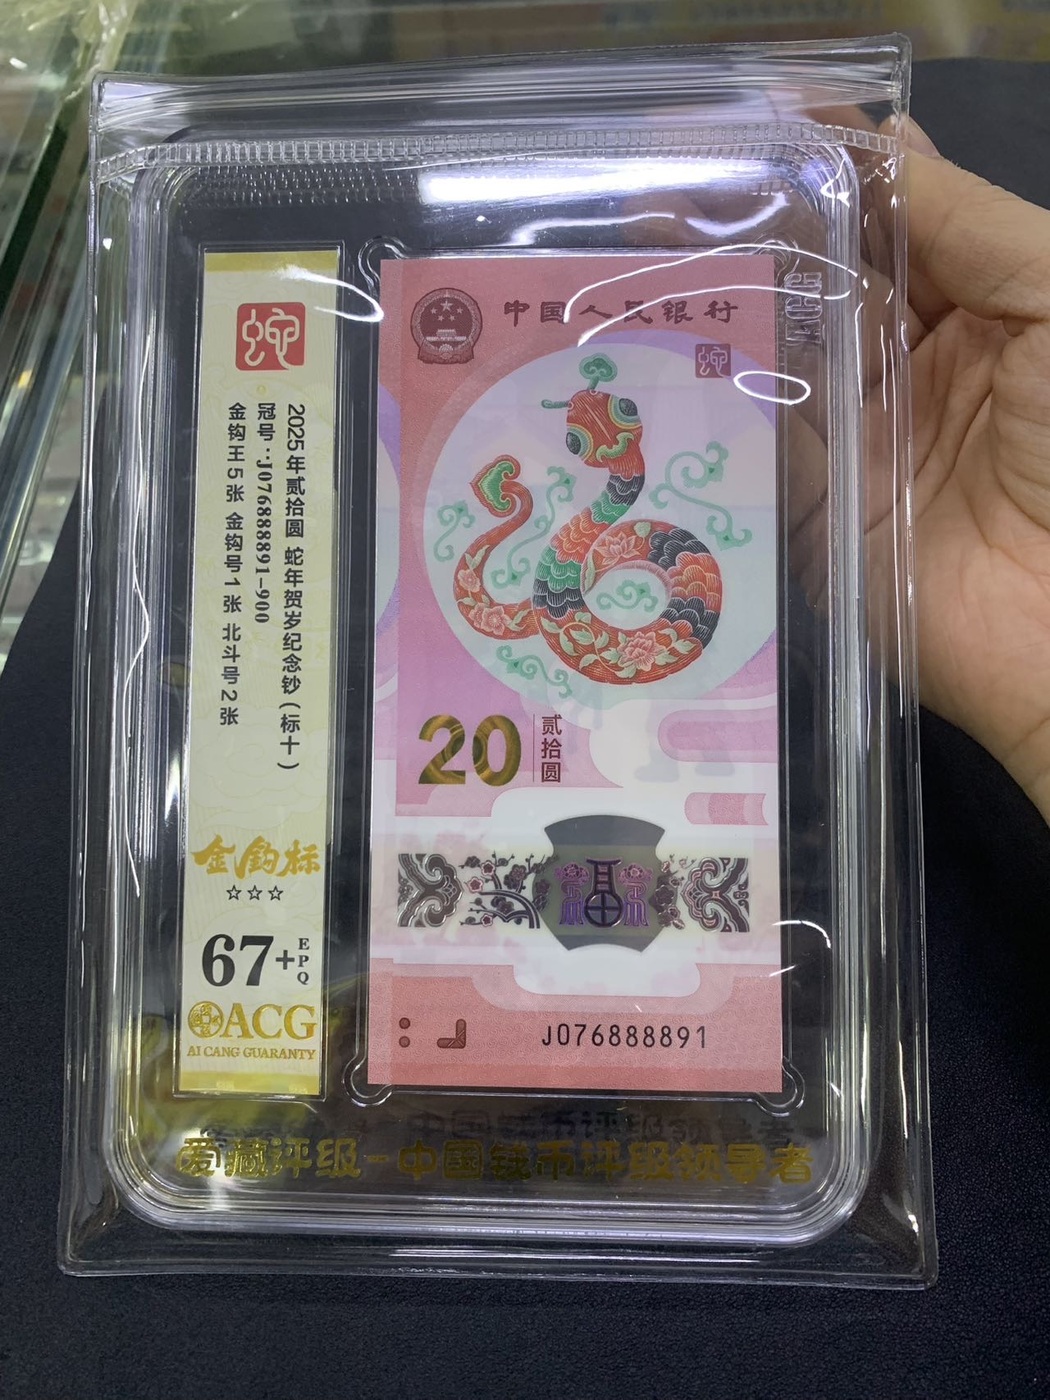 中国人民银行
蛇
20
贰拾圆
福
J076888891
蛇
2025年贰拾圆 蛇年贺岁纪念钞(标十)
冠号:J076888891-900
金钩王5张 金钩号1张 北斗号2张
金鈎标
☆☆☆
67+EPQ
ACG
AI CANG GUARANTY
爱藏评级-中国钱币评级领导者